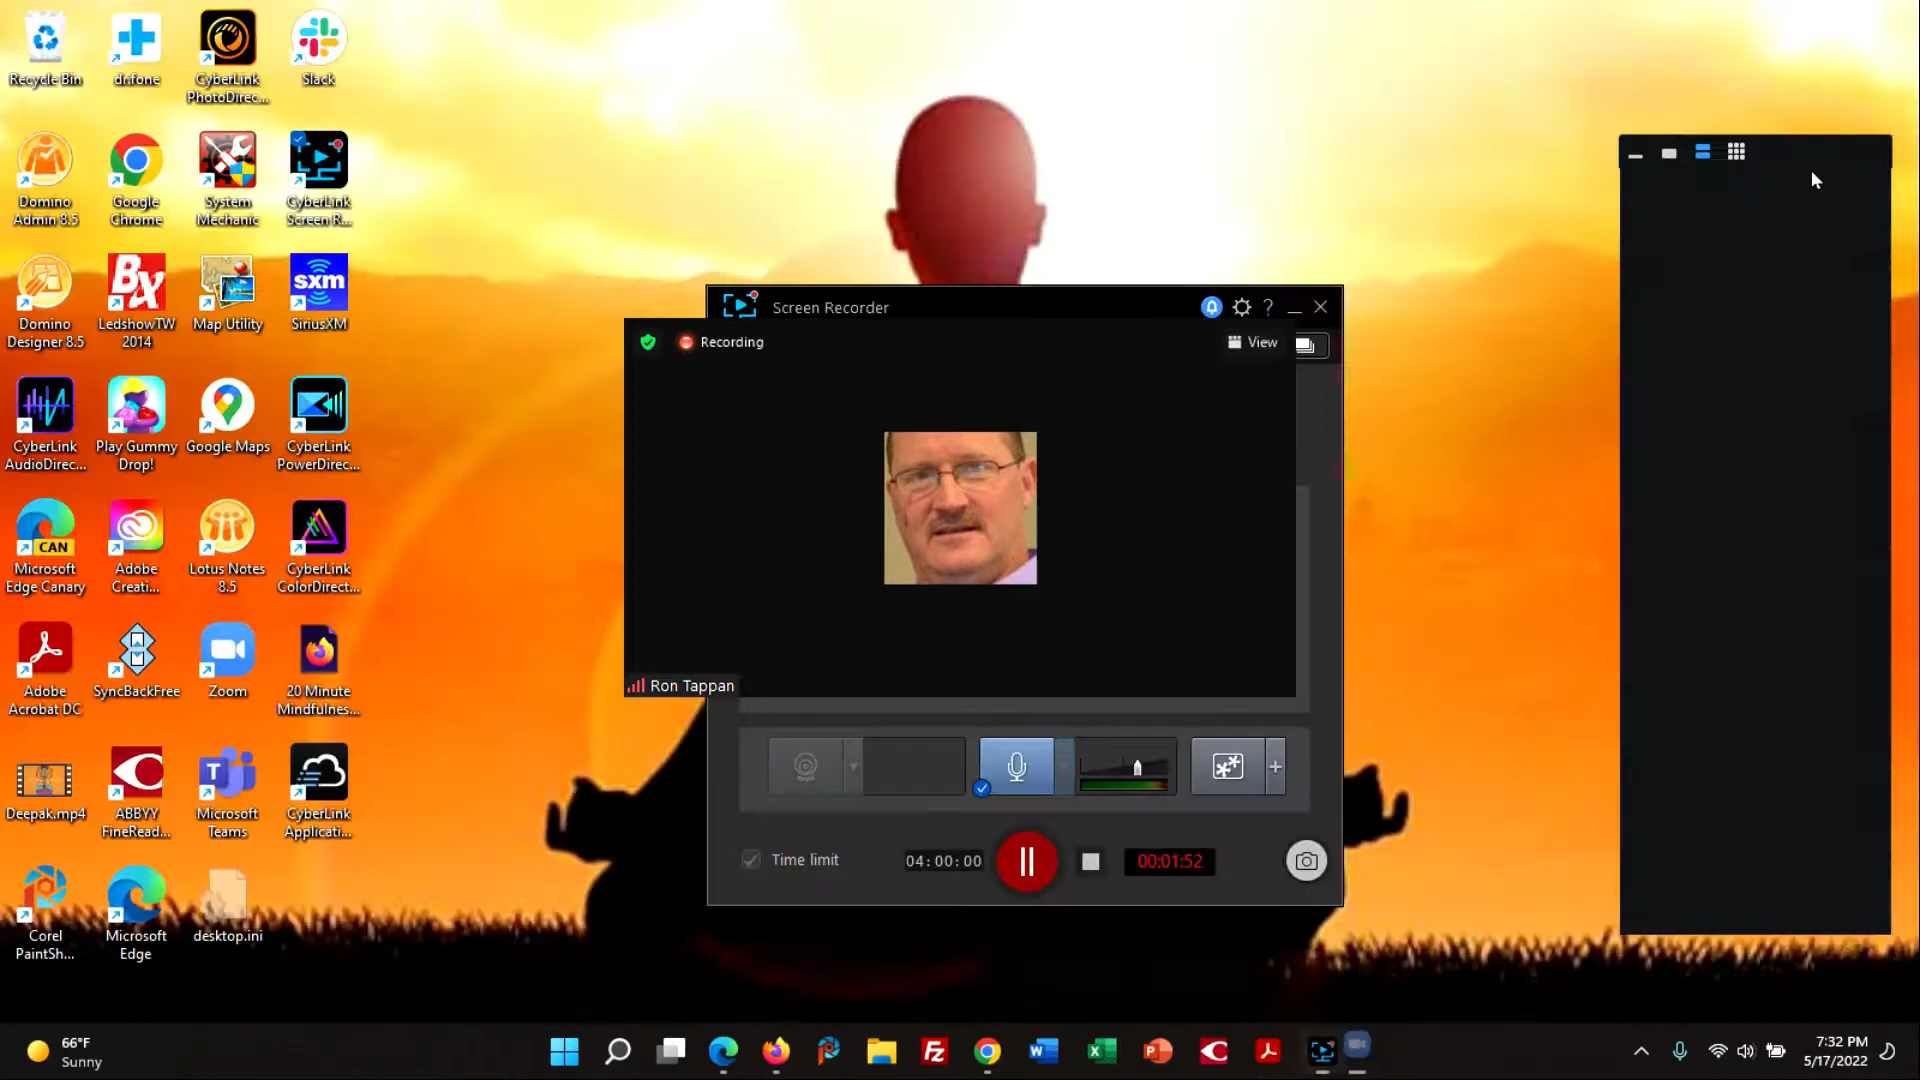 Recycle Bin
dr.fone
CyberLink
PhotoDirec...
Slack
Domino
Admin 8.5
Google
Chrome
System
Mechanic
CyberLink
Screen R...
Domino
Designer 8.5
Bx
LedshowTW
2014
Map Utility
sxm
SiriusXM
CyberLink
AudioDirec...
Play Gummy
Drop!
Google Maps
CyberLink
PowerDirec...
CAN
Microsoft
Edge Canary
Adobe
Creati...
Lotus Notes
8.5
CyberLink
ColorDirect...
Adobe
Acrobat DC
SyncBackFree
Zoom
20 Minute
Mindfulnes...
Deepak.mp4
ABBYY
FineRead...
Microsoft
Teams
CyberLink
Applicati...
Corel
PaintSh...
Microsoft
Edge
desktop.ini
Screen Recorder
?
Recording
View
Ron Tappan
Time limit
04:00:00
00:01:52
66°F
Sunny
7:32 PM
5/17/2022